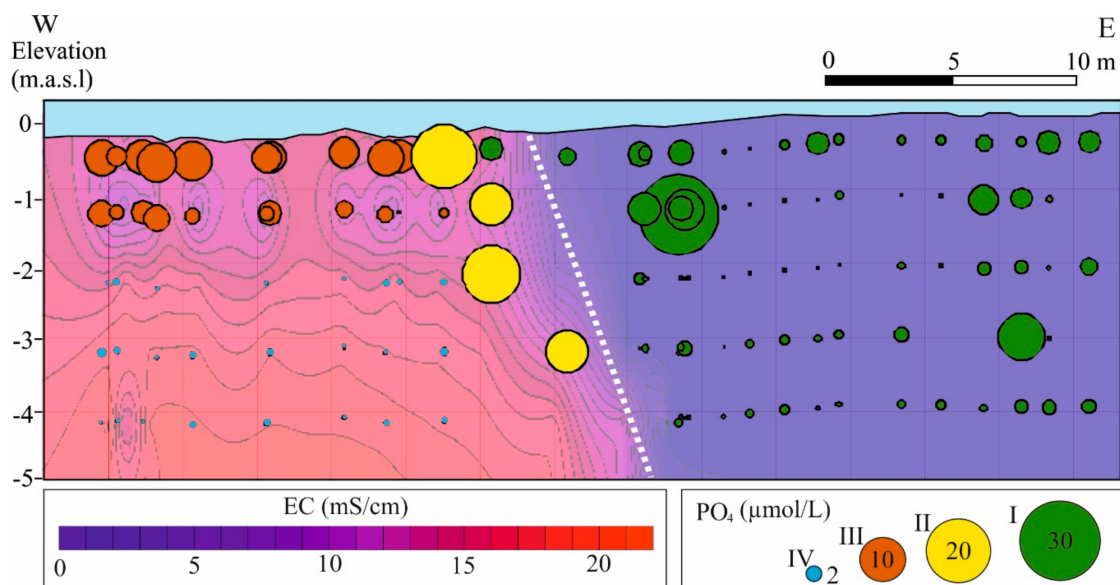 W E
Elevation
(m.a.s.l)
0 5 10 m
0
-1
-2
-3
-4
-5
EC (mS/cm)
0 5 10 15 20
PO₄ (µmol/L)
IV 2 III 10 II 20 I 30